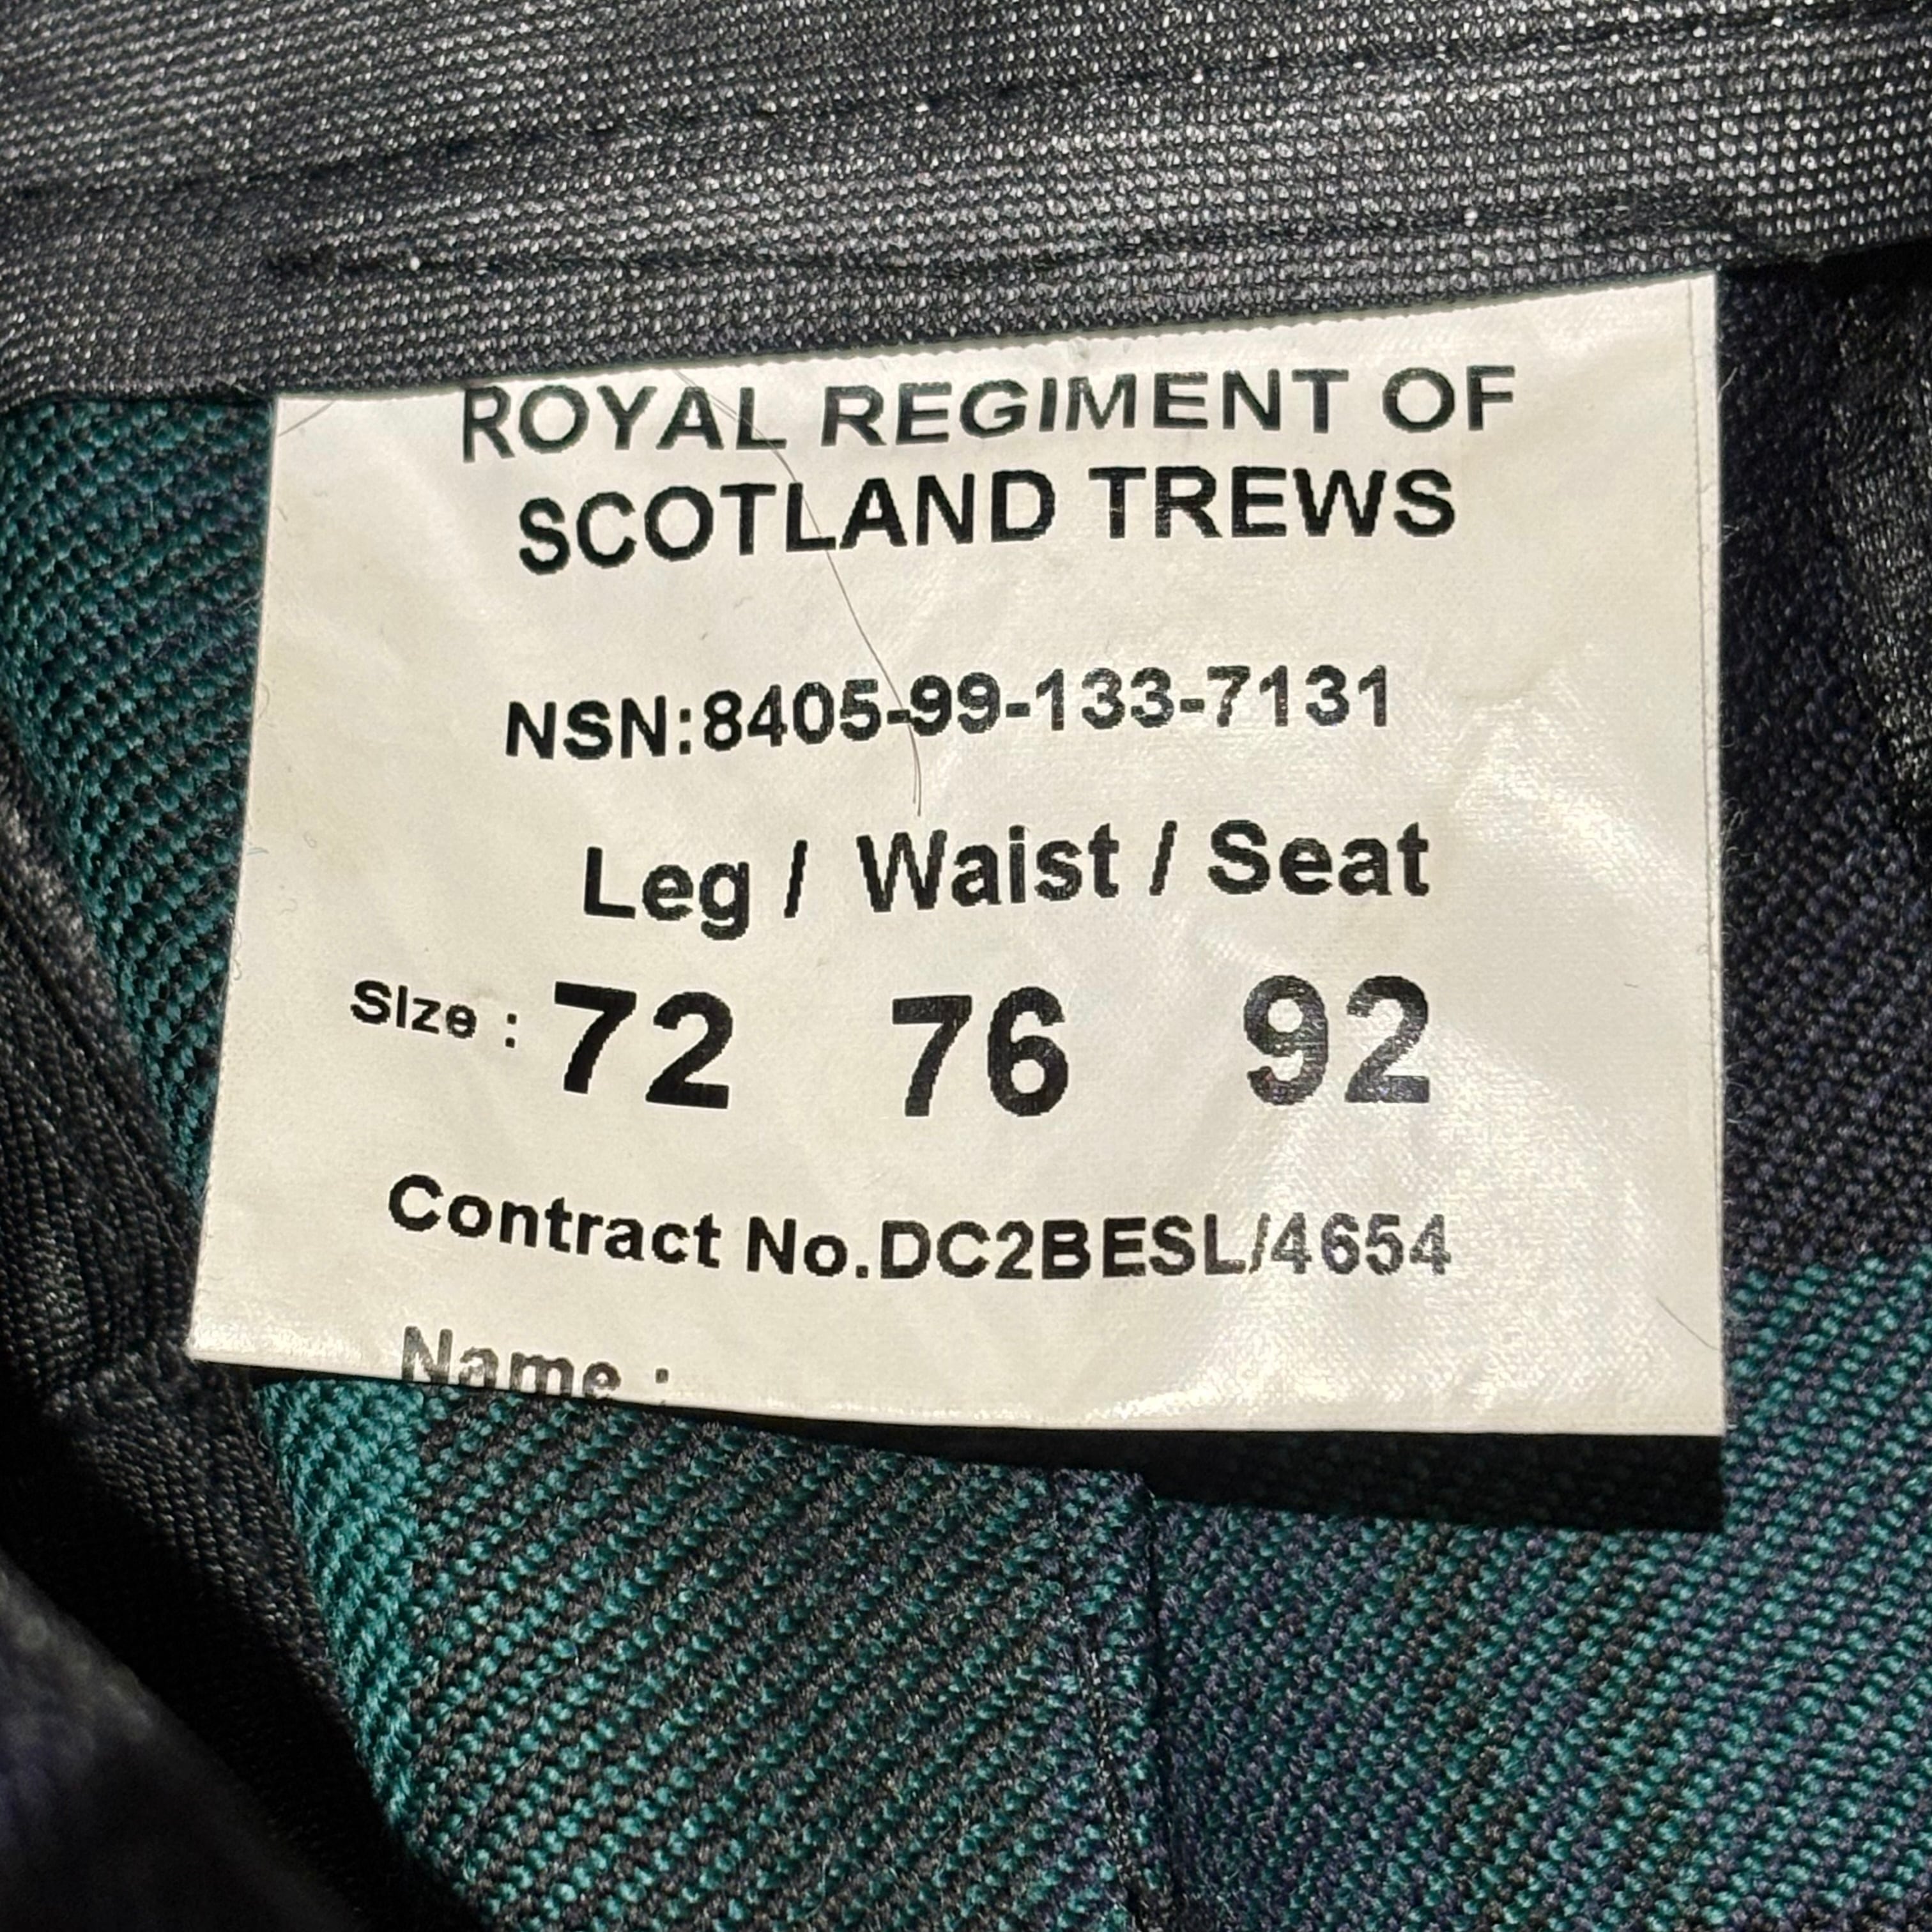 ROYAL REGIMENT OF
SCOTLAND TREWS
NSN:8405-99-133-7131
Leg / Waist / Seat
Size : 72 76 92
Contract No.DC2BESL/4654
Name :